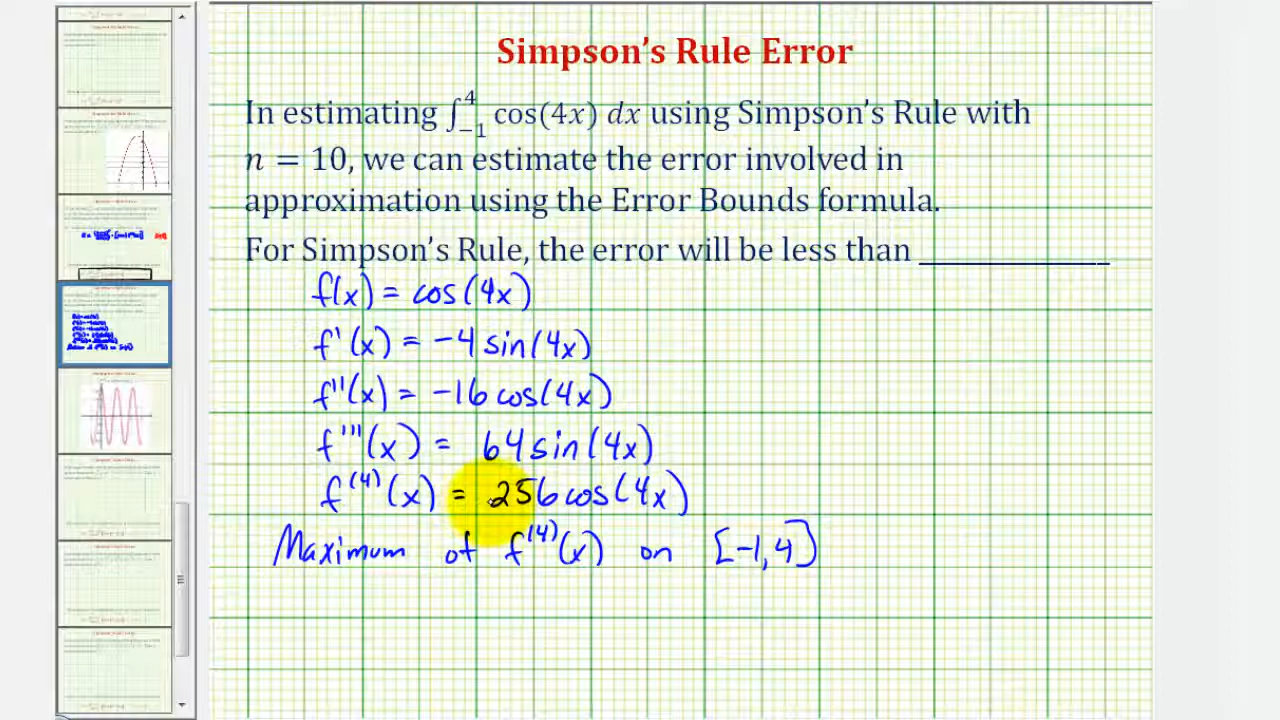 Simpson's Rule Error
In estimating ∫₋₁⁴ cos(4x) dx using Simpson's Rule with
n = 10, we can estimate the error involved in
approximation using the Error Bounds formula.
For Simpson's Rule, the error will be less than ____________
f(x) = cos(4x)
f'(x) = -4 sin(4x)
f''(x) = -16 cos(4x)
f'''(x) = 64 sin(4x)
f⁽⁴⁾(x) = 256 cos(4x)
Maximum of f⁽⁴⁾(x) on [-1,4]